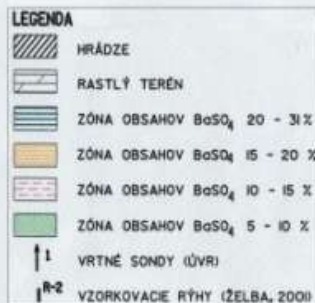 LEGENDA
HRÁDZE
RASTLÝ TERÉN
ZÓNA OBSAHOV BaSO₄ 20 - 31 %
ZÓNA OBSAHOV BaSO₄ 15 - 20 %
ZÓNA OBSAHOV BaSO₄ 10 - 15 %
ZÓNA OBSAHOV BaSO₄ 5 - 10 %
1 VRTNÉ SONDY (ÚVR)
R-2 VZORKOVACIE RÝHY (ŽELBA, 2001)